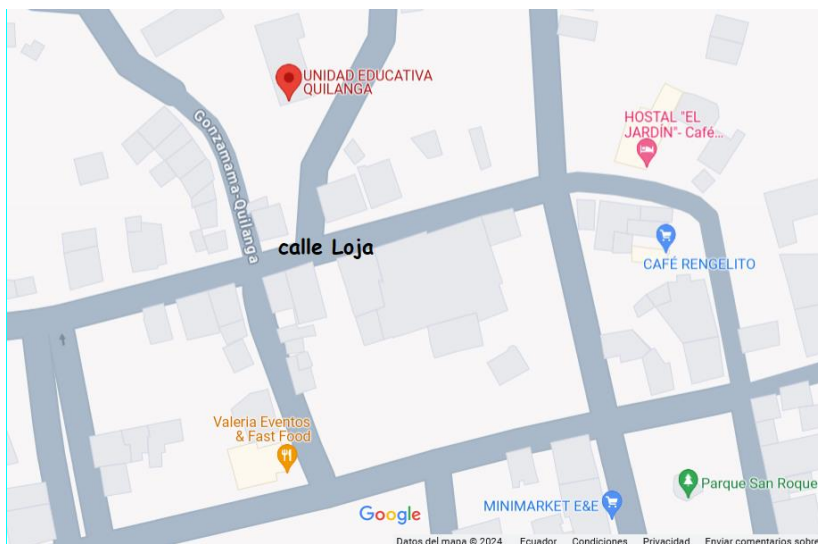 UNIDAD EDUCATIVA
QUILANGA
HOSTAL "EL
JARDÍN"- Café...
Gonzamama-Quilanga
calle Loja
CAFÉ RENGELITO
Valeria Eventos
& Fast Food
Parque San Roque
MINIMARKET E&E
Google
Datos del mapa © 2024 Ecuador Condiciones Privacidad Enviar comentarios sobre